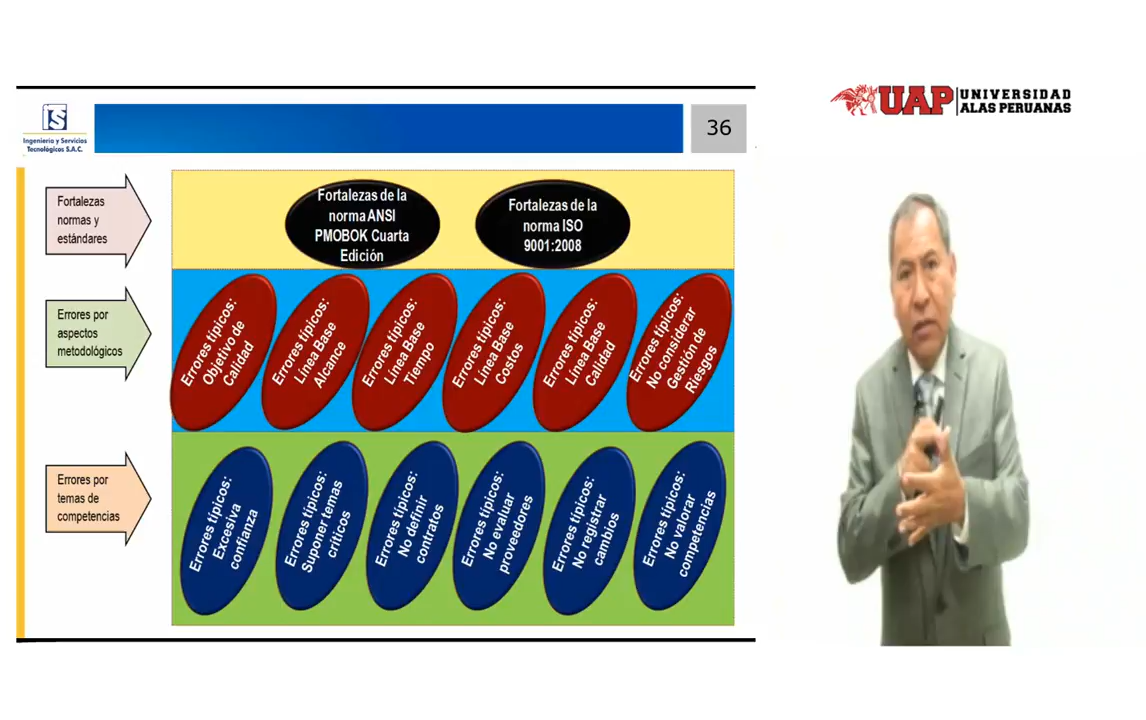 IS
Ingeniería y Servicios
Tecnológicos S.A.C.
36
UAP
UNIVERSIDAD
ALAS PERUANAS
Fortalezas
normas y
estándares
Fortalezas de la
norma ANSI
PMOBOK Cuarta
Edición
Fortalezas de la
norma ISO
9001:2008
Errores por
aspectos
metodológicos
Errores típicos:
Objetivo de
Calidad
Errores típicos:
Línea Base
Alcance
Errores típicos:
Línea Base
Tiempo
Errores típicos:
Línea Base
Costos
Errores típicos:
Línea Base
Calidad
Errores típicos:
No considerar
Gestión de
Riesgos
Errores por
temas de
competencias
Errores típicos:
Excesiva
confianza
Errores típicos:
Suponer temas
críticos
Errores típicos:
No definir
contratos
Errores típicos:
No evaluar
proveedores
Errores típicos:
No registrar
cambios
Errores típicos:
No valorar
competencias